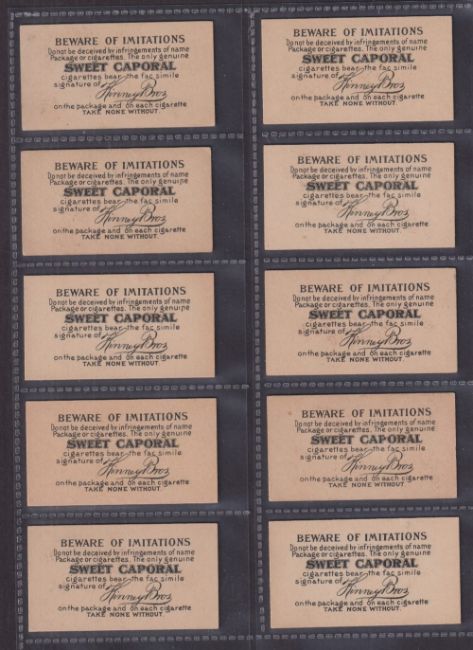 BEWARE OF IMITATIONS
Do not be deceived by infringements of name
Package or cigarettes. The only genuine
SWEET CAPORAL
cigarettes bear the fac simile
signature of Kinney Bros
on the package and on each cigarette
TAKE NONE WITHOUT.
BEWARE OF IMITATIONS
Do not be deceived by infringements of name
Package or cigarettes. The only genuine
SWEET CAPORAL
cigarettes bear the fac simile
signature of Kinney Bros
on the package and on each cigarette
TAKE NONE WITHOUT.
BEWARE OF IMITATIONS
Do not be deceived by infringements of name
Package or cigarettes. The only genuine
SWEET CAPORAL
cigarettes bear the fac simile
signature of Kinney Bros
on the package and on each cigarette
TAKE NONE WITHOUT.
BEWARE OF IMITATIONS
Do not be deceived by infringements of name
Package or cigarettes. The only genuine
SWEET CAPORAL
cigarettes bear the fac simile
signature of Kinney Bros
on the package and on each cigarette
TAKE NONE WITHOUT.
BEWARE OF IMITATIONS
Do not be deceived by infringements of name
Package or cigarettes. The only genuine
SWEET CAPORAL
cigarettes bear the fac simile
signature of Kinney Bros
on the package and on each cigarette
TAKE NONE WITHOUT.
BEWARE OF IMITATIONS
Do not be deceived by infringements of name
Package or cigarettes. The only genuine
SWEET CAPORAL
cigarettes bear the fac simile
signature of Kinney Bros
on the package and on each cigarette
TAKE NONE WITHOUT.
BEWARE OF IMITATIONS
Do not be deceived by infringements of name
Package or cigarettes. The only genuine
SWEET CAPORAL
cigarettes bear the fac simile
signature of Kinney Bros
on the package and on each cigarette
TAKE NONE WITHOUT.
BEWARE OF IMITATIONS
Do not be deceived by infringements of name
Package or cigarettes. The only genuine
SWEET CAPORAL
cigarettes bear the fac simile
signature of Kinney Bros
on the package and on each cigarette
TAKE NONE WITHOUT.
BEWARE OF IMITATIONS
Do not be deceived by infringements of name
Package or cigarettes. The only genuine
SWEET CAPORAL
cigarettes bear the fac simile
signature of Kinney Bros
on the package and on each cigarette
TAKE NONE WITHOUT.
BEWARE OF IMITATIONS
Do not be deceived by infringements of name
Package or cigarettes. The only genuine
SWEET CAPORAL
cigarettes bear the fac simile
signature of Kinney Bros
on the package and on each cigarette
TAKE NONE WITHOUT.